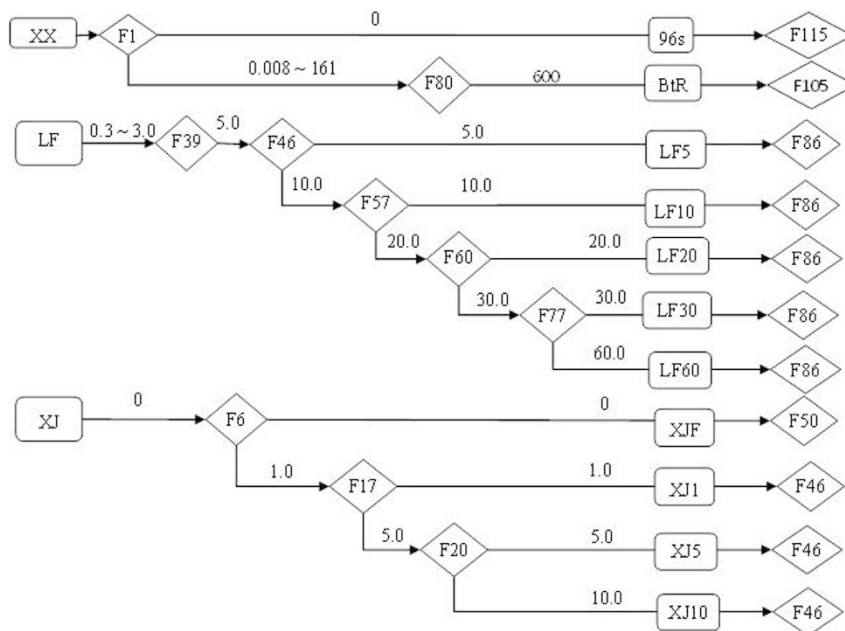 XX F1 0 96s F115
0.008 ~ 161 F80 600 BtR F105
LF 0.3 ~ 3.0 F39 5.0 F46 5.0 LF5 F86
10.0 F57 10.0 LF10 F86
20.0 F60 20.0 LF20 F86
30.0 F77 30.0 LF30 F86
60.0 LF60 F86
XJ 0 F6 0 XJF F50
1.0 F17 1.0 XJ1 F46
5.0 F20 5.0 XJ5 F46
10.0 XJ10 F46